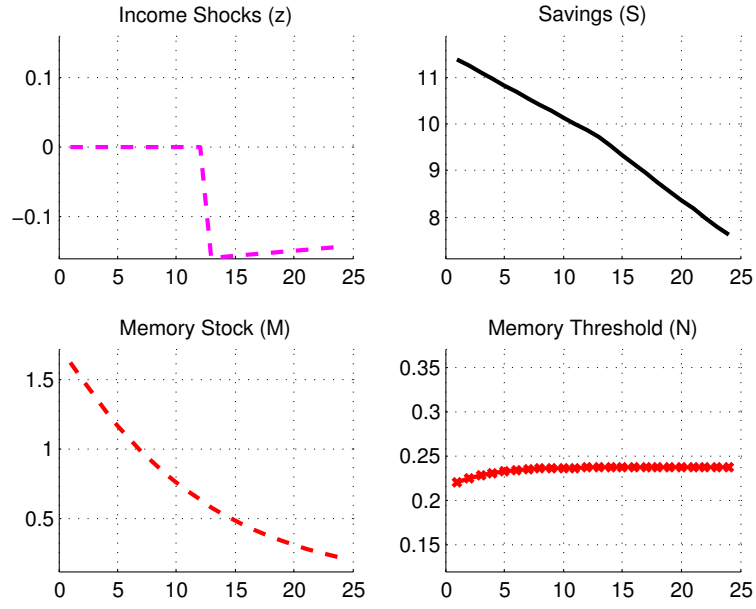 Income Shocks (z)
0.1
0
−0.1
0 5 10 15 20 25
Savings (S)
11
10
9
8
0 5 10 15 20 25
Memory Stock (M)
1.5
1
0.5
0 5 10 15 20 25
Memory Threshold (N)
0.35
0.3
0.25
0.2
0.15
0 5 10 15 20 25